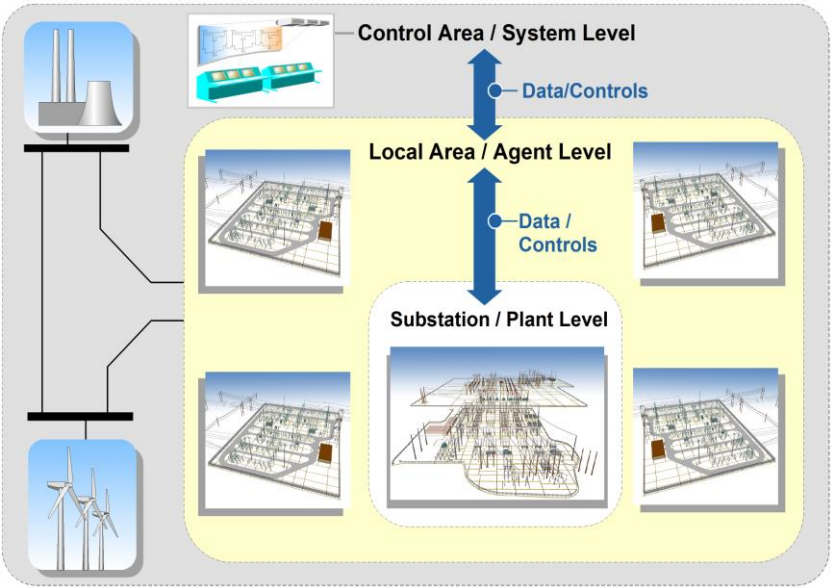 Control Area / System Level
Data/Controls
Local Area / Agent Level
Data /
Controls
Substation / Plant Level